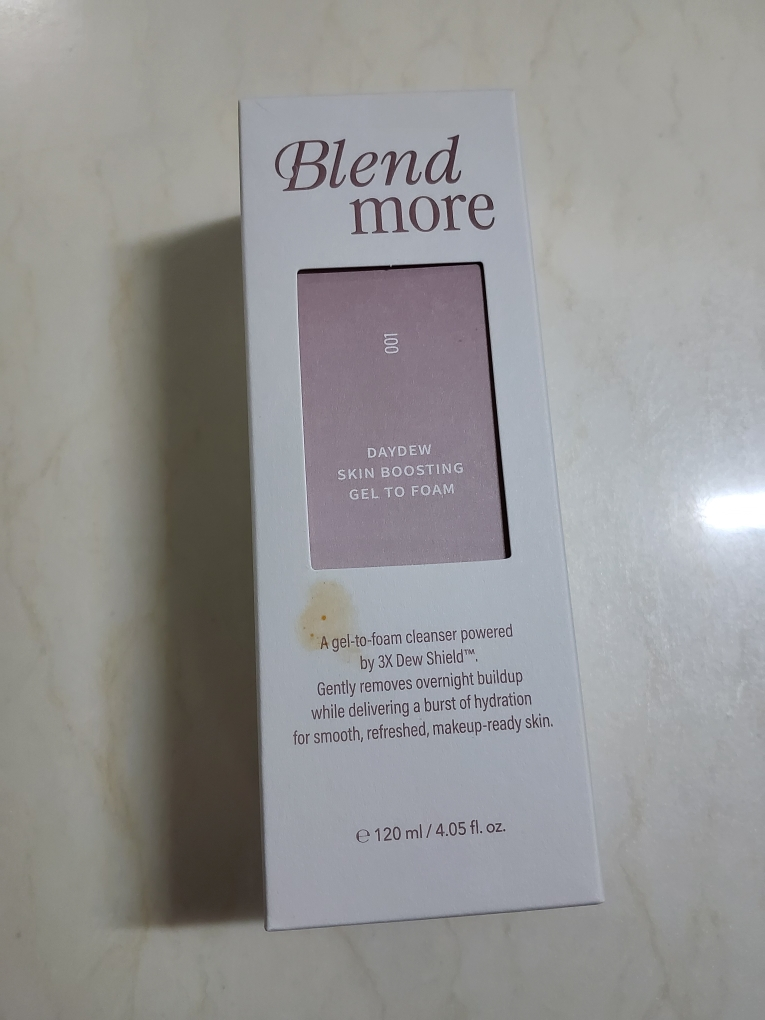 Blend
more
001
DAYDEW
SKIN BOOSTING
GEL TO FOAM
A gel-to-foam cleanser powered
by 3X Dew Shield™.
Gently removes overnight buildup
while delivering a burst of hydration
for smooth, refreshed, makeup-ready skin.
℮ 120 ml / 4.05 fl. oz.